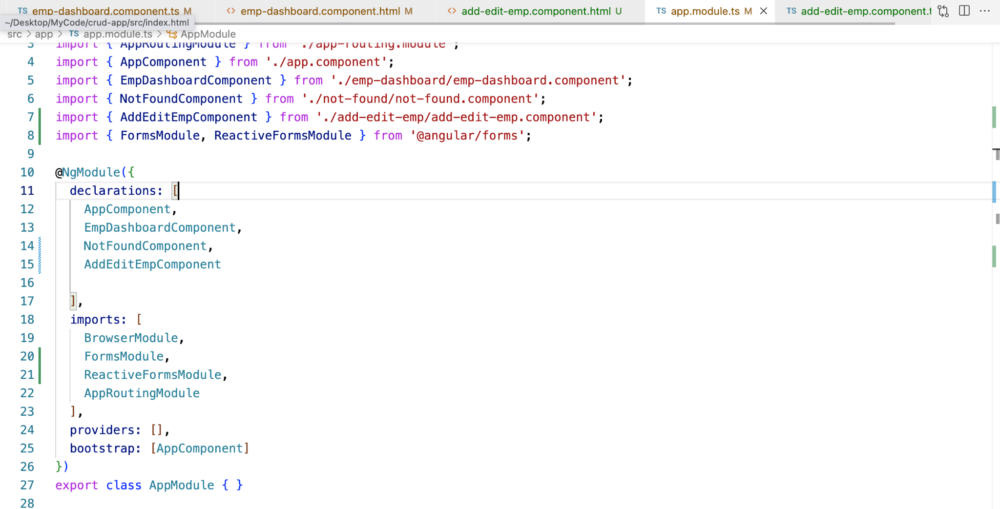 TS emp-dashboard.component.ts M <> emp-dashboard.component.html M <> add-edit-emp.component.html U TS app.module.ts M × TS add-edit-emp.component.t
~/Desktop/MyCode/crud-app/src/index.html
src > app > TS app.module.ts > AppModule
3 import { AppRoutingModule } from './app-routing.module';
4 import { AppComponent } from './app.component';
5 import { EmpDashboardComponent } from './emp-dashboard/emp-dashboard.component';
6 import { NotFoundComponent } from './not-found/not-found.component';
7 import { AddEditEmpComponent } from './add-edit-emp/add-edit-emp.component';
8 import { FormsModule, ReactiveFormsModule } from '@angular/forms';
9
10 @NgModule({
11 declarations: [
12 AppComponent,
13 EmpDashboardComponent,
14 NotFoundComponent,
15 AddEditEmpComponent
16
17 ],
18 imports: [
19 BrowserModule,
20 FormsModule,
21 ReactiveFormsModule,
22 AppRoutingModule
23 ],
24 providers: [],
25 bootstrap: [AppComponent]
26 })
27 export class AppModule { }
28